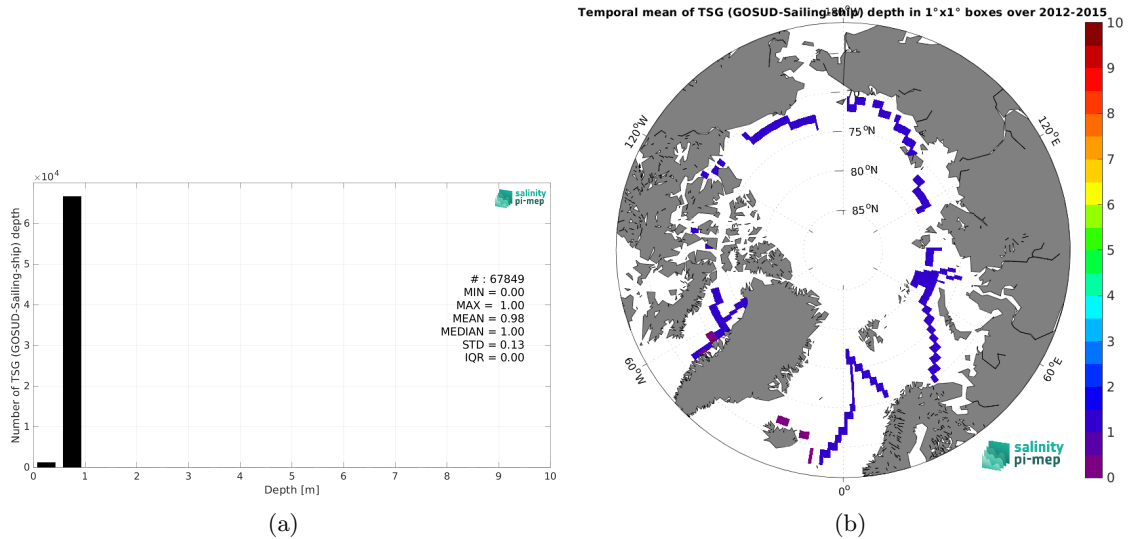 ×10⁴
6
5
4
3
2
1
0
Number of TSG (GOSUD-Sailing-ship) depth
0 1 2 3 4 5 6 7 8 9 10
Depth [m]
salinity
pi-mep
# : 67849
MIN = 0.00
MAX = 1.00
MEAN = 0.98
MEDIAN = 1.00
STD = 0.13
IQR = 0.00
(a)
Temporal mean of TSG (GOSUD-Sailing-ship) depth in 1°x1° boxes over 2012-2015
180°W
120°W
120°E
75°N
80°N
85°N
60°W
60°E
0°
10
9
8
7
6
5
4
3
2
1
0
salinity
pi-mep
(b)